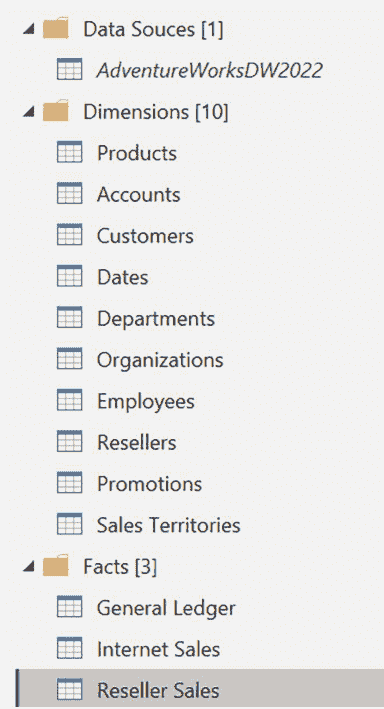 Data Souces [1]
AdventureWorksDW2022
Dimensions [10]
Products
Accounts
Customers
Dates
Departments
Organizations
Employees
Resellers
Promotions
Sales Territories
Facts [3]
General Ledger
Internet Sales
Reseller Sales